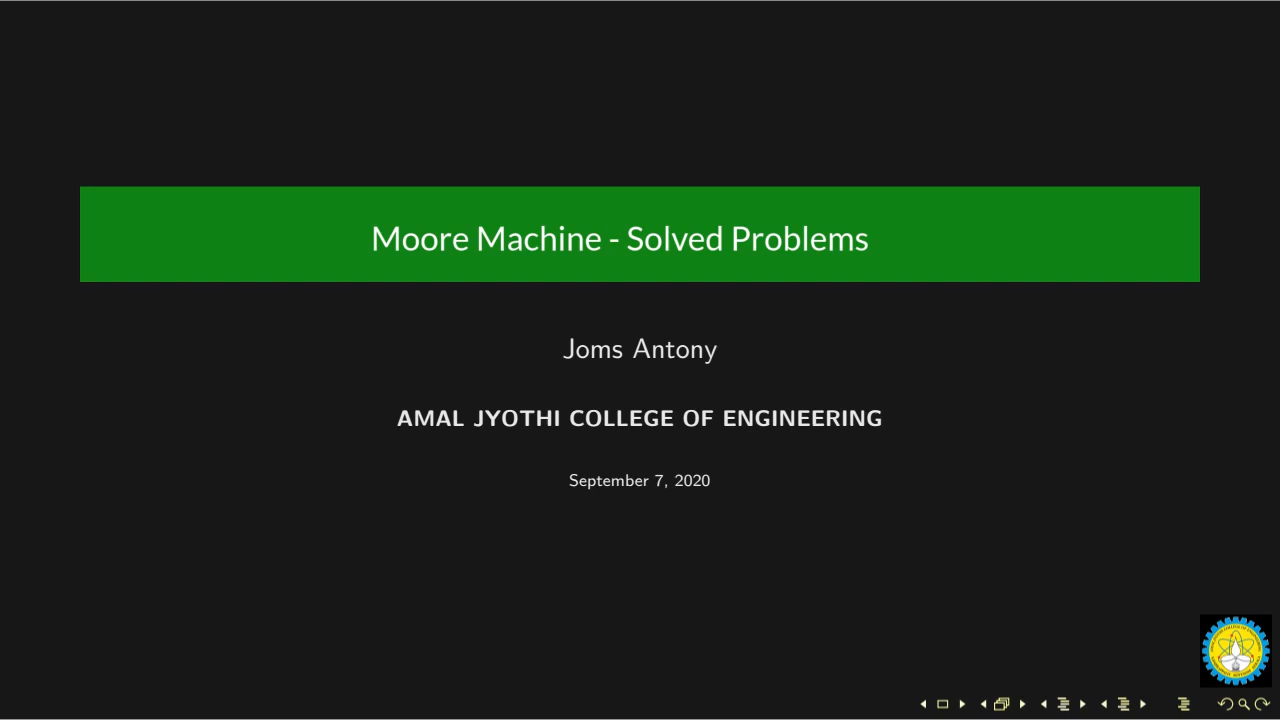 Moore Machine - Solved Problems
Joms Antony
AMAL JYOTHI COLLEGE OF ENGINEERING
September 7, 2020